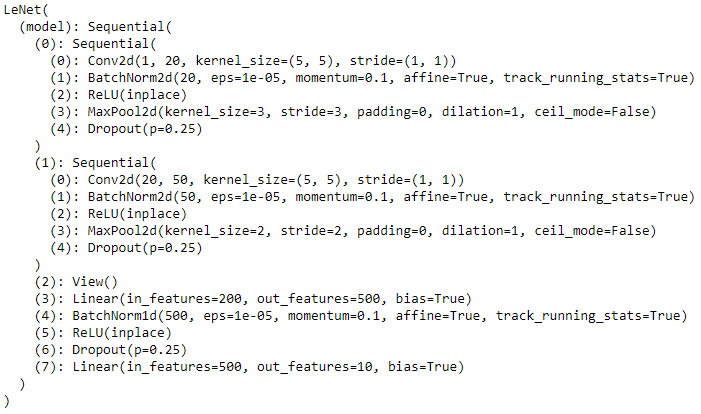 LeNet(
  (model): Sequential(
    (0): Sequential(
      (0): Conv2d(1, 20, kernel_size=(5, 5), stride=(1, 1))
      (1): BatchNorm2d(20, eps=1e-05, momentum=0.1, affine=True, track_running_stats=True)
      (2): ReLU(inplace)
      (3): MaxPool2d(kernel_size=3, stride=3, padding=0, dilation=1, ceil_mode=False)
      (4): Dropout(p=0.25)
    )
    (1): Sequential(
      (0): Conv2d(20, 50, kernel_size=(5, 5), stride=(1, 1))
      (1): BatchNorm2d(50, eps=1e-05, momentum=0.1, affine=True, track_running_stats=True)
      (2): ReLU(inplace)
      (3): MaxPool2d(kernel_size=2, stride=2, padding=0, dilation=1, ceil_mode=False)
      (4): Dropout(p=0.25)
    )
    (2): View()
    (3): Linear(in_features=200, out_features=500, bias=True)
    (4): BatchNorm1d(500, eps=1e-05, momentum=0.1, affine=True, track_running_stats=True)
    (5): ReLU(inplace)
    (6): Dropout(p=0.25)
    (7): Linear(in_features=500, out_features=10, bias=True)
  )
)